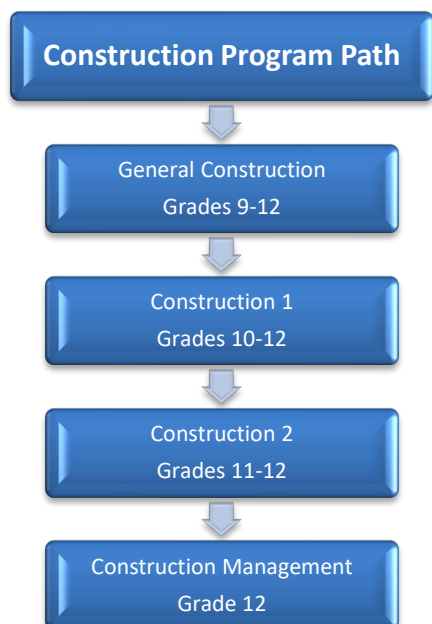 Construction Program Path
General Construction
Grades 9-12
Construction 1
Grades 10-12
Construction 2
Grades 11-12
Construction Management
Grade 12